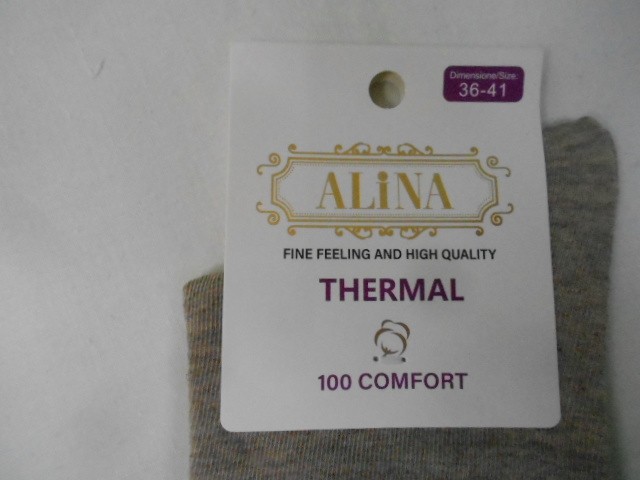 Dimensione/Size:
36-41
ALiNA
FINE FEELING AND HIGH QUALITY
THERMAL
100 COMFORT